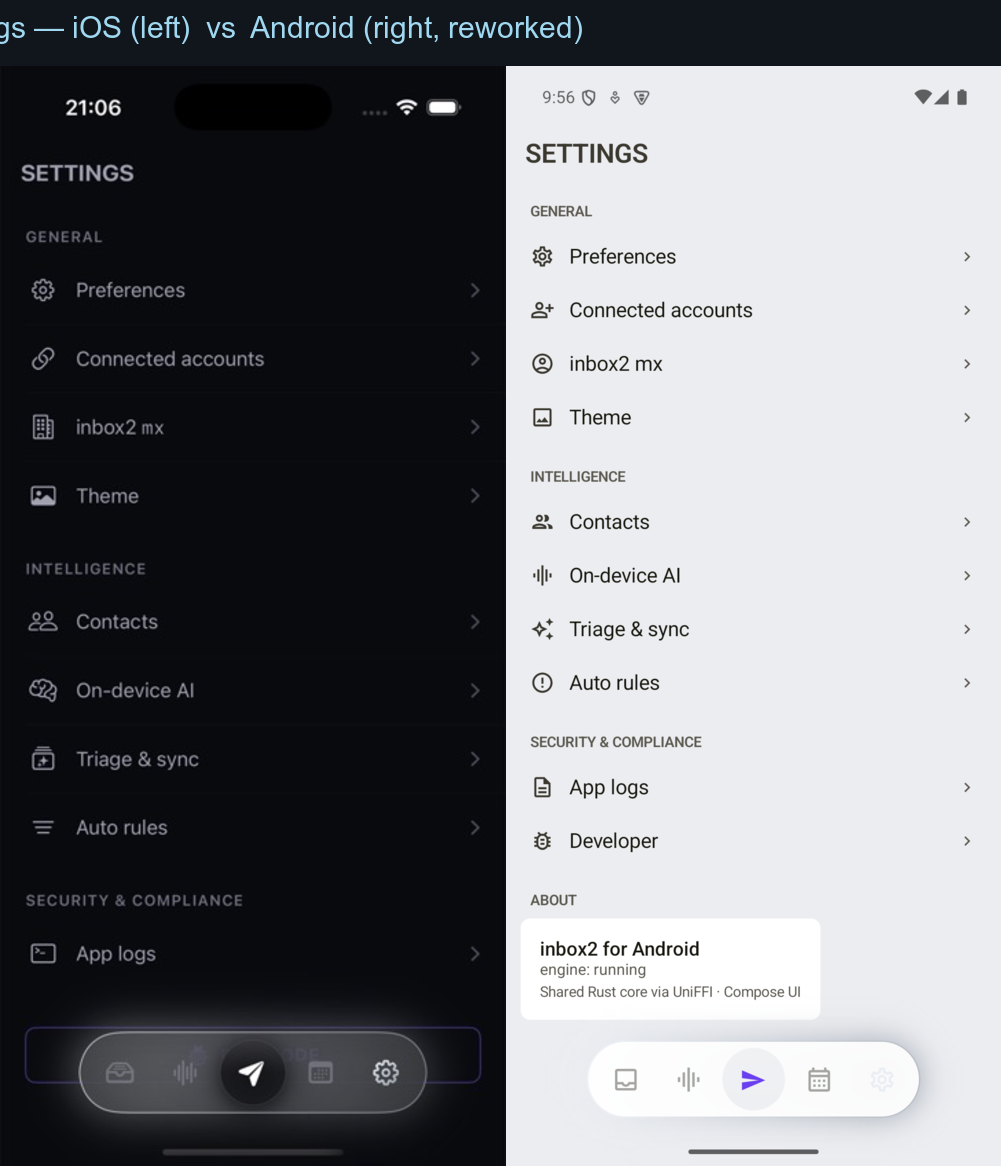 gs — iOS (left) vs Android (right, reworked)
21:06
SETTINGS
GENERAL
Preferences
Connected accounts
inbox2 mx
Theme
INTELLIGENCE
Contacts
On-device AI
Triage & sync
Auto rules
SECURITY & COMPLIANCE
App logs
9:56
SETTINGS
GENERAL
Preferences
Connected accounts
inbox2 mx
Theme
INTELLIGENCE
Contacts
On-device AI
Triage & sync
Auto rules
SECURITY & COMPLIANCE
App logs
Developer
ABOUT
inbox2 for Android
engine: running
Shared Rust core via UniFFI · Compose UI